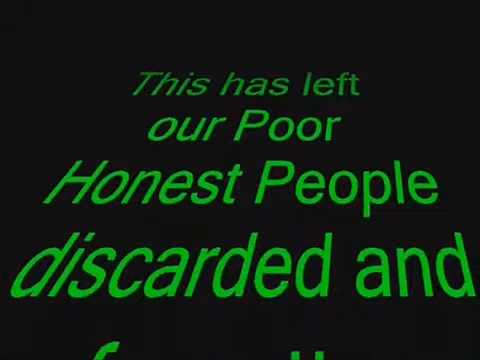 This has left
our Poor
Honest People
discarded and